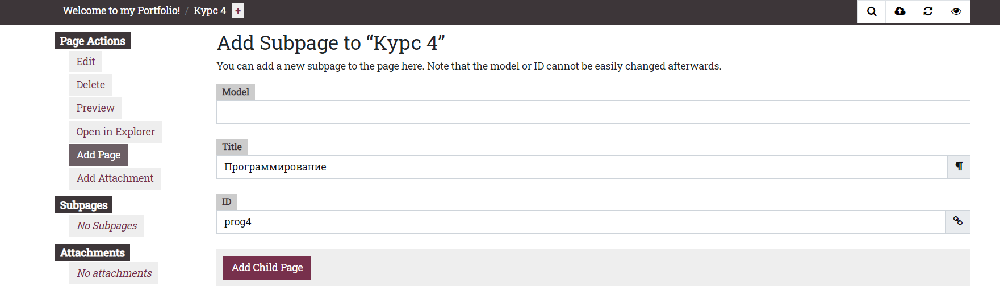 Welcome to my Portfolio! / Курс 4 +
Page Actions
Edit
Delete
Preview
Open in Explorer
Add Page
Add Attachment
Subpages
No Subpages
Attachments
No attachments
Add Subpage to “Курс 4”
You can add a new subpage to the page here. Note that the model or ID cannot be easily changed afterwards.
Model
Title
Программирование
¶
ID
prog4
Add Child Page